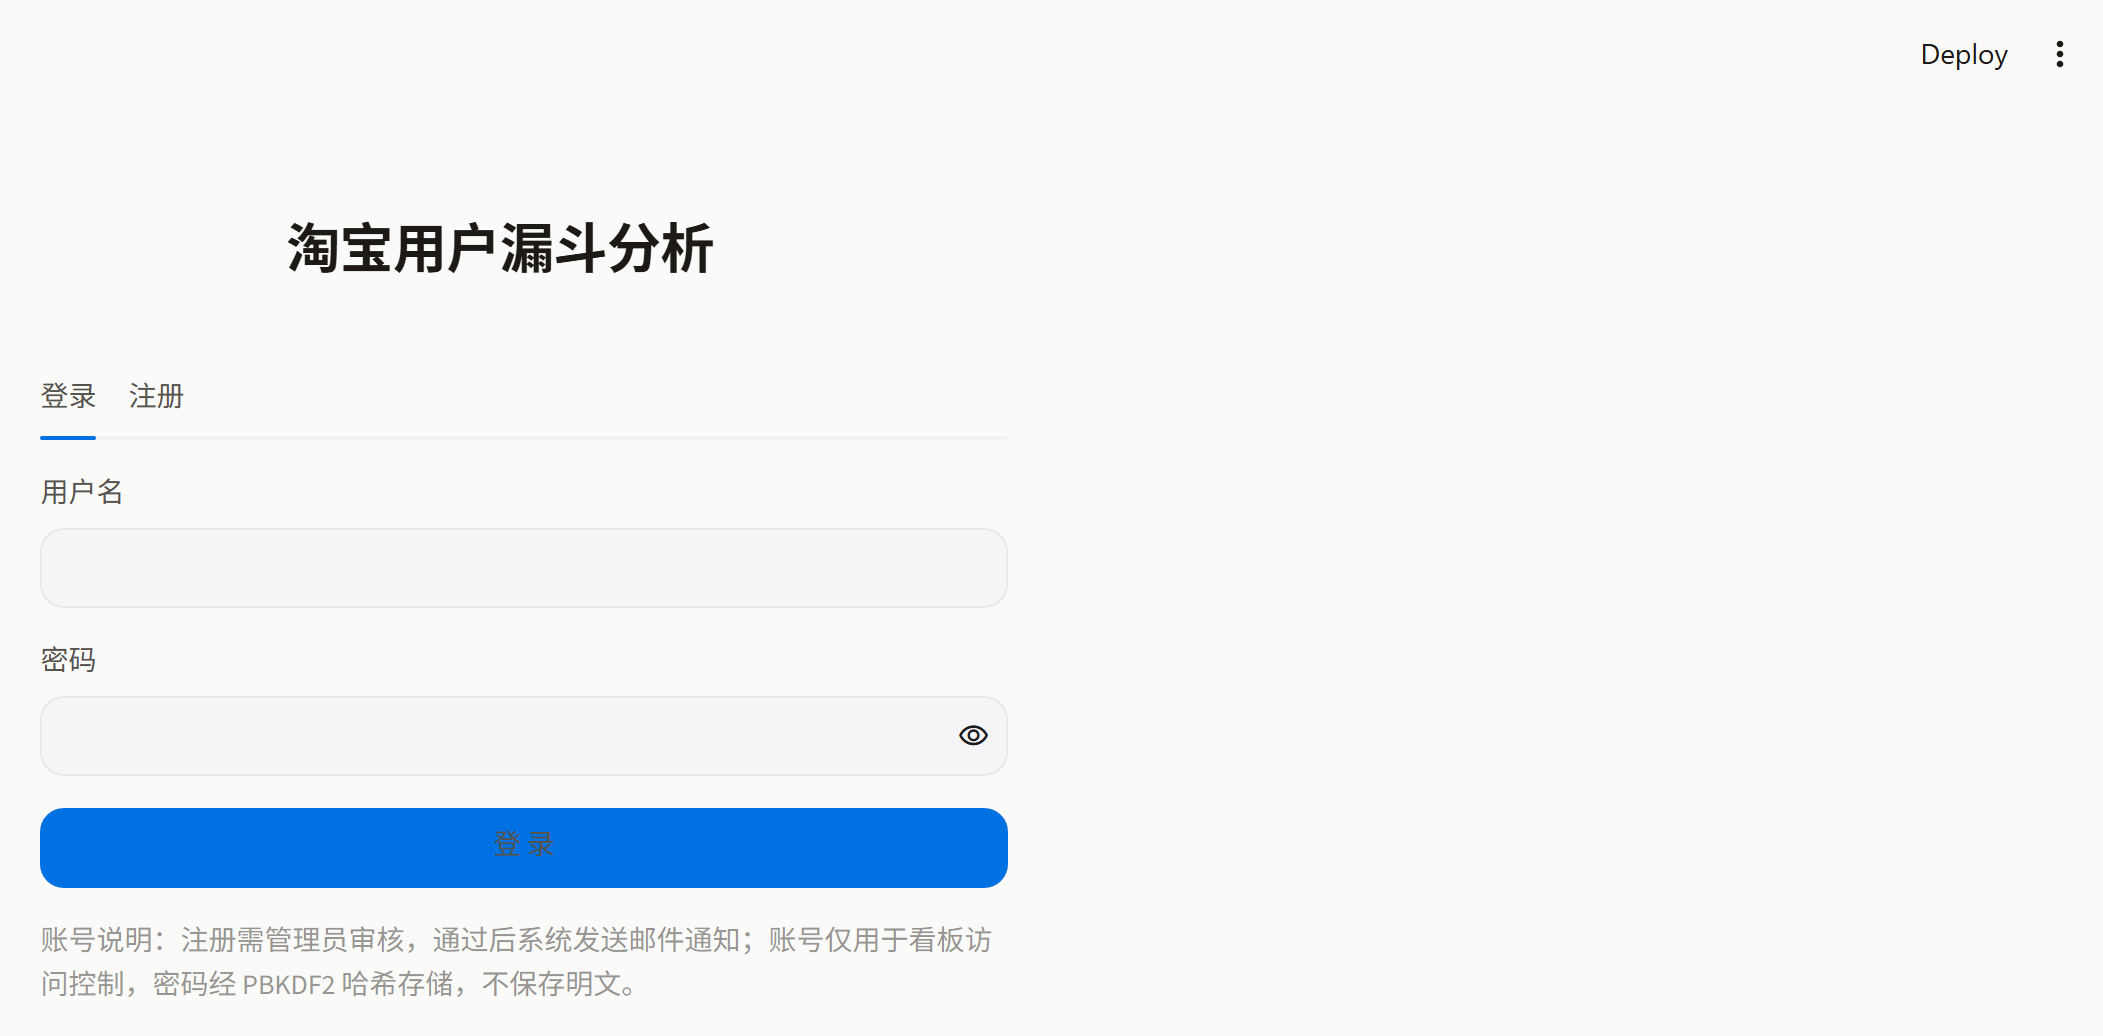 Deploy
淘宝用户漏斗分析
登录 注册
用户名
密码
登 录
账号说明：注册需管理员审核，通过后系统发送邮件通知；账号仅用于看板访
问控制，密码经 PBKDF2 哈希存储，不保存明文。